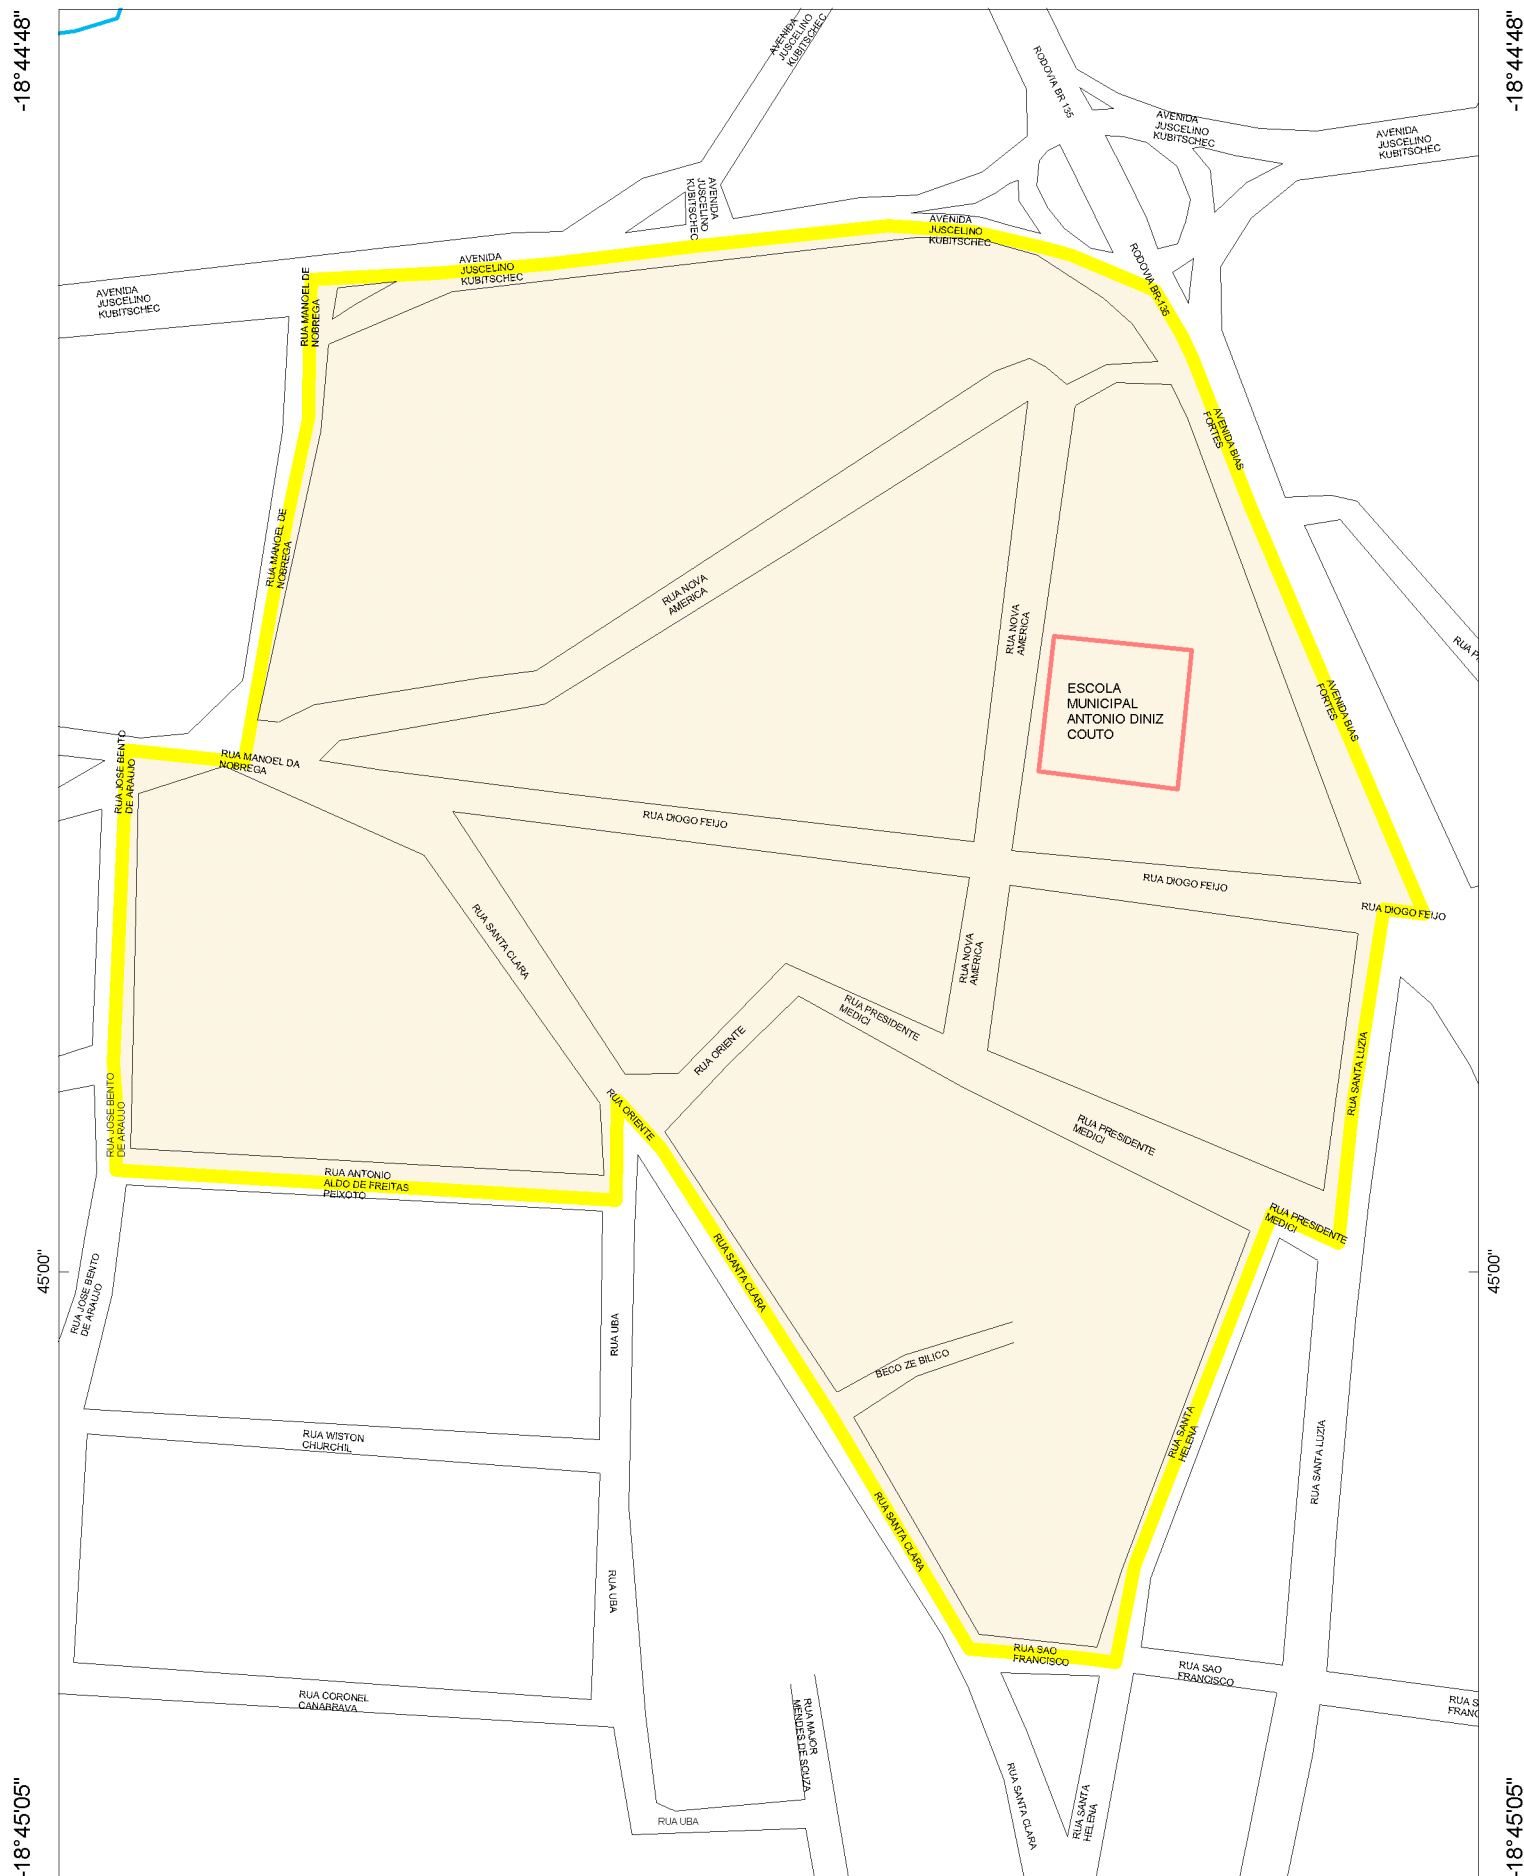 -18°44'48"
-18°44'48"
AVENIDA
JUSCELINO
KUBITSCHEC
RODOVIA BR 135
AVENIDA
JUSCELINO
KUBITSCHEC
AVENIDA
JUSCELINO
KUBITSCHEC
AVENIDA
JUSCELINO
KUBITSCHEC
AVENIDA
JUSCELINO
KUBITSCHEC
AVENIDA
JUSCELINO
KUBITSCHEC
AVENIDA
JUSCELINO
KUBITSCHEC
RODOVIA BR-135
RUA MANOEL DE
NOBREGA
AVENIDA BIAS
FORTES
RUA MANOEL DE
NOBREGA
RUA NOVA
AMERICA
RUA NOVA
AMERICA
RUA P
ESCOLA
MUNICIPAL
ANTONIO DINIZ
COUTO
AVENIDA BIAS
FORTES
RUA JOSE BENTO
DE ARAUJO
RUA MANOEL DA
NOBREGA
RUA DIOGO FEIJO
RUA DIOGO FEIJO
RUA DIOGO FEIJO
RUA SANTA CLARA
RUA NOVA
AMERICA
RUA PRESIDENTE
MEDICI
RUA ORIENTE
RUA SANTA LUZIA
RUA JOSE BENTO
DE ARAUJO
RUA ORIENTE
RUA PRESIDENTE
MEDICI
RUA ANTONIO
ALDO DE FREITAS
PEIXOTO
RUA PRESIDENTE
MEDICI
45'00"
45'00"
RUA JOSE BENTO
DE ARAUJO
RUA SANTA CLARA
RUA UBA
BECO ZE BILICO
RUA WISTON
CHURCHIL
RUA SANTA
HELENA
RUA SANTA LUZIA
RUA SANTA CLARA
RUA UBA
RUA SAO
FRANCISCO
RUA SAO
FRANCISCO
RUA CORONEL
CANABRAVA
RUA S
FRANC
RUA MAJOR
MENDES DE SOUZA
RUA SANTA CLARA
RUA SANTA
HELENA
RUA UBA
-18°45'05"
-18°45'05"